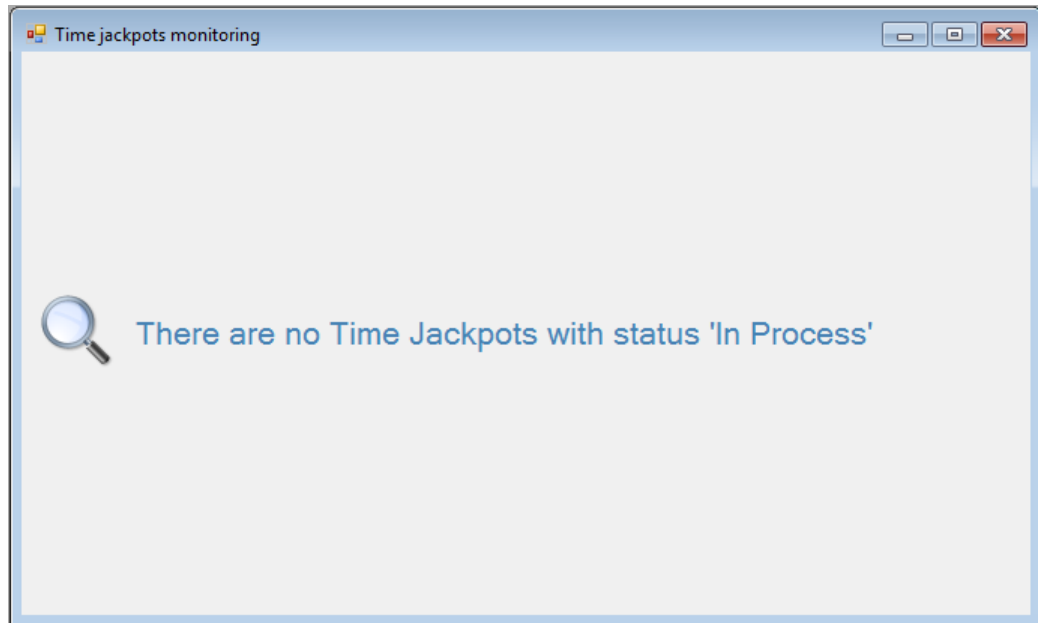 Time jackpots monitoring
There are no Time Jackpots with status 'In Process'